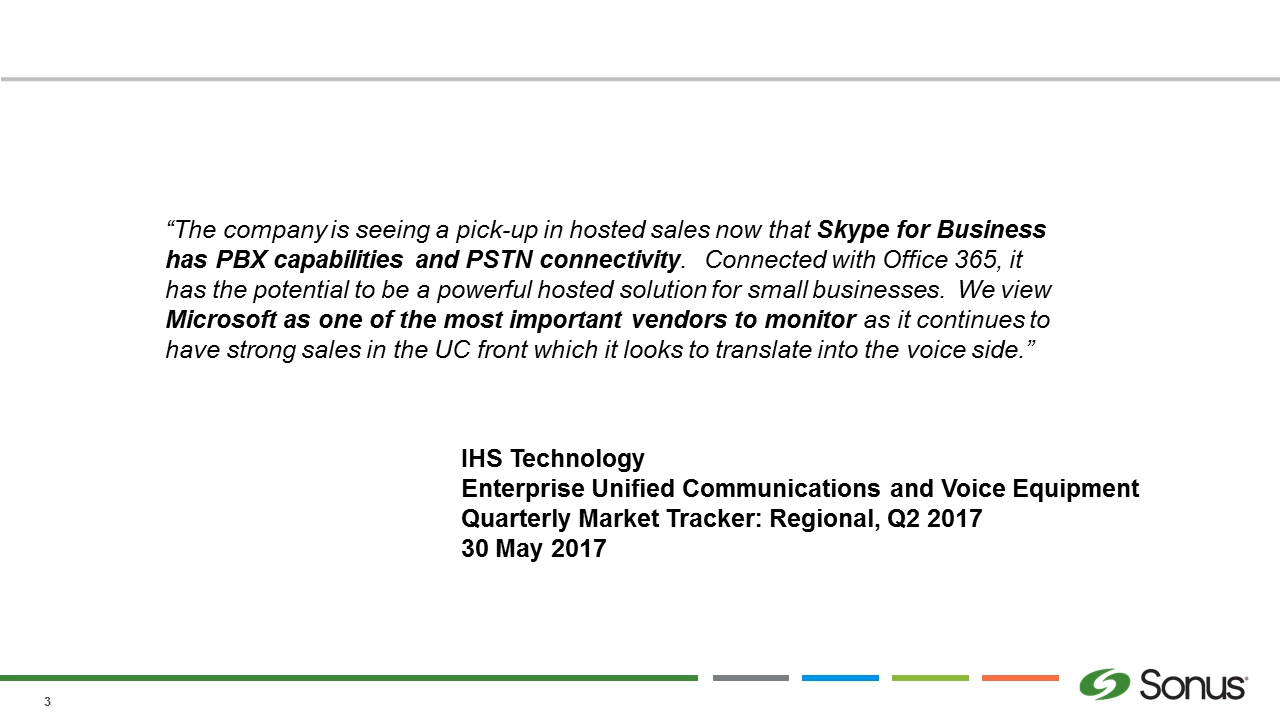 “The company is seeing a pick-up in hosted sales now that Skype for Business
has PBX capabilities and PSTN connectivity.   Connected with Office 365, it
has the potential to be a powerful hosted solution for small businesses.  We view
Microsoft as one of the most important vendors to monitor as it continues to
have strong sales in the UC front which it looks to translate into the voice side.”
IHS Technology
Enterprise Unified Communications and Voice Equipment
Quarterly Market Tracker: Regional, Q2 2017
30 May 2017
3
Sonus